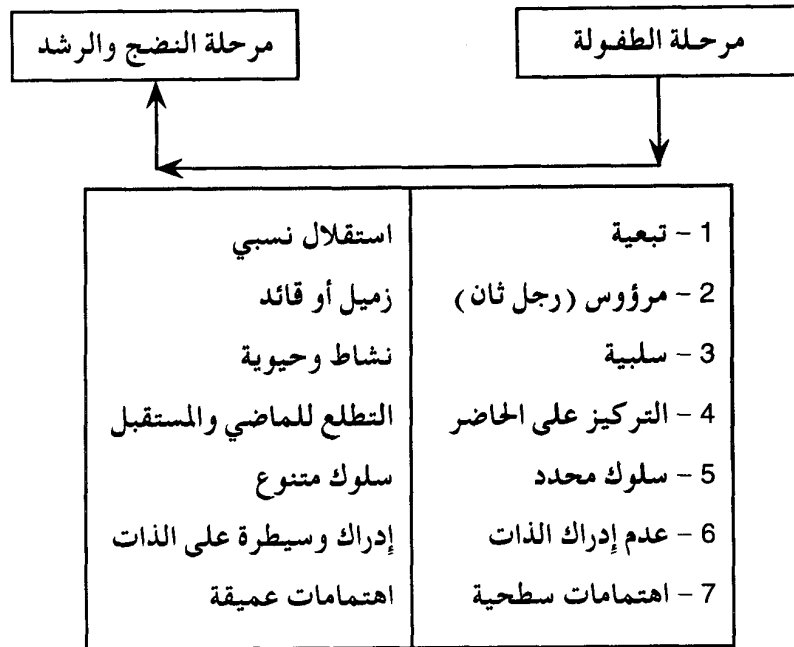 مرحلة الطفولة
مرحلة النضج والرشد
1 - تبعية
استقلال نسبي
2 - مرؤوس (رجل ثان)
زميل أو قائد
3 - سلبية
نشاط وحيوية
4 - التركيز على الحاضر
التطلع للماضي والمستقبل
5 - سلوك محدد
سلوك متنوع
6 - عدم إدراك الذات
إدراك وسيطرة على الذات
7 - اهتمامات سطحية
اهتمامات عميقة